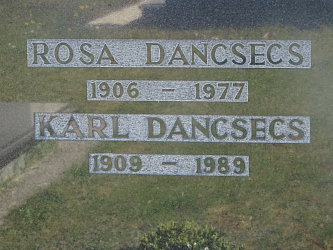 ROSA DANCSECS
1906 - 1977
KARL DANCSECS
1909 - 1989